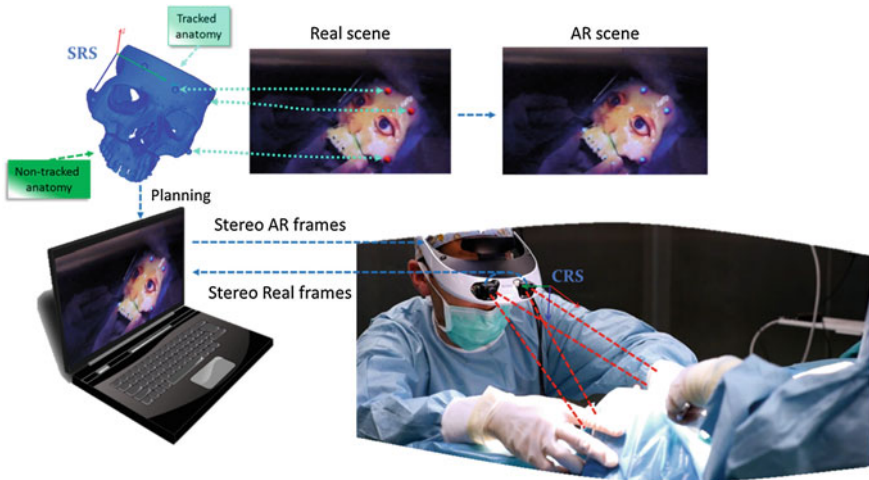 Tracked
anatomy
SRS
Real scene
AR scene
Non-tracked
anatomy
Planning
Stereo AR frames
Stereo Real frames
CRS